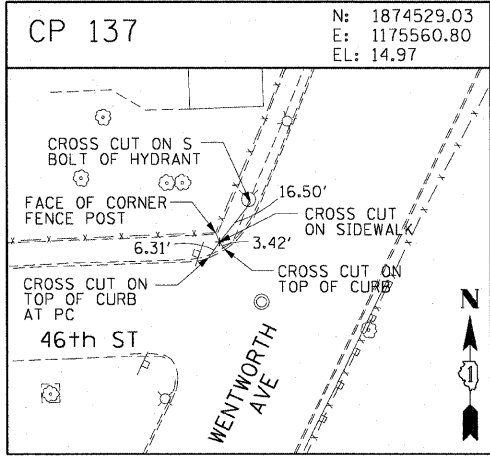 CP 137
N: 1874529.03
E: 1175560.80
EL: 14.97
CROSS CUT ON S
BOLT OF HYDRANT
FACE OF CORNER
FENCE POST
16.50'
CROSS CUT
ON SIDEWALK
6.31'
3.42'
CROSS CUT ON
TOP OF CURB
CROSS CUT ON
TOP OF CURB
AT PC
46th ST
WENTWORTH
AVE
N
1